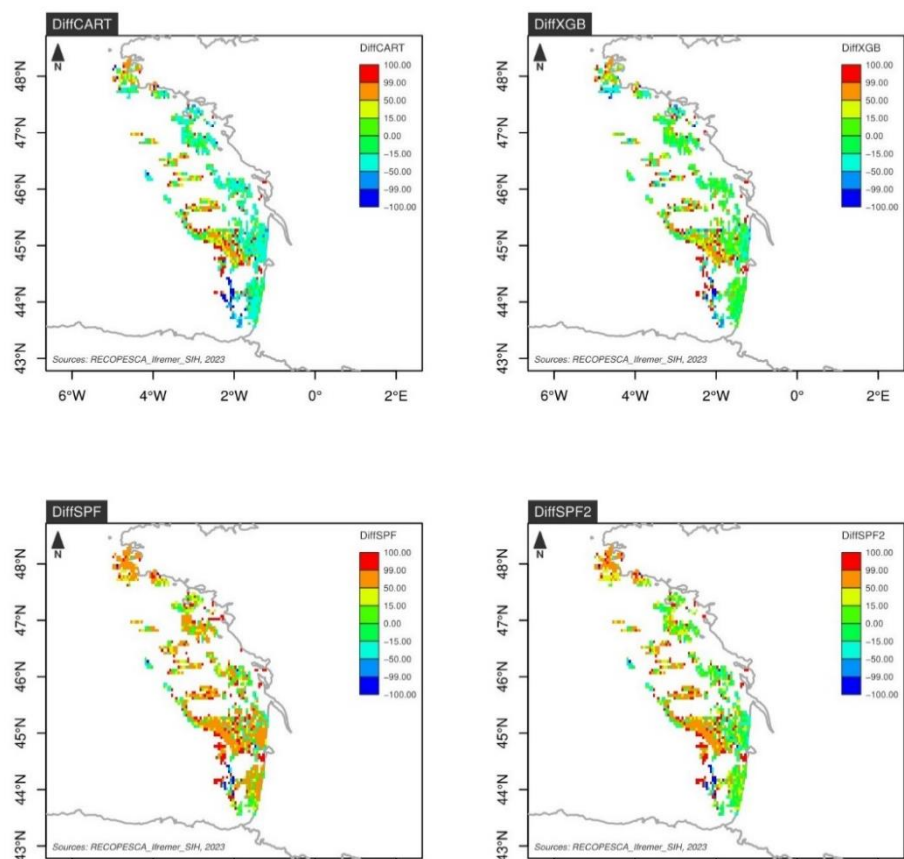 DiffCART
DiffCART
N
100.00
99.00
50.00
15.00
0.00
−15.00
−50.00
−99.00
−100.00
48°N
47°N
46°N
45°N
44°N
43°N
Sources: RECOPESCA_Ifremer_SIH, 2023
6°W 4°W 2°W 0° 2°E
DiffXGB
DiffXGB
N
100.00
99.00
50.00
15.00
0.00
−15.00
−50.00
−99.00
−100.00
48°N
47°N
46°N
45°N
44°N
43°N
Sources: RECOPESCA_Ifremer_SIH, 2023
6°W 4°W 2°W 0° 2°E
DiffSPF
DiffSPF
N
100.00
99.00
50.00
15.00
0.00
−15.00
−50.00
−99.00
−100.00
48°N
47°N
46°N
45°N
44°N
43°N
Sources: RECOPESCA_Ifremer_SIH, 2023
DiffSPF2
DiffSPF2
N
100.00
99.00
50.00
15.00
0.00
−15.00
−50.00
−99.00
−100.00
48°N
47°N
46°N
45°N
44°N
43°N
Sources: RECOPESCA_Ifremer_SIH, 2023